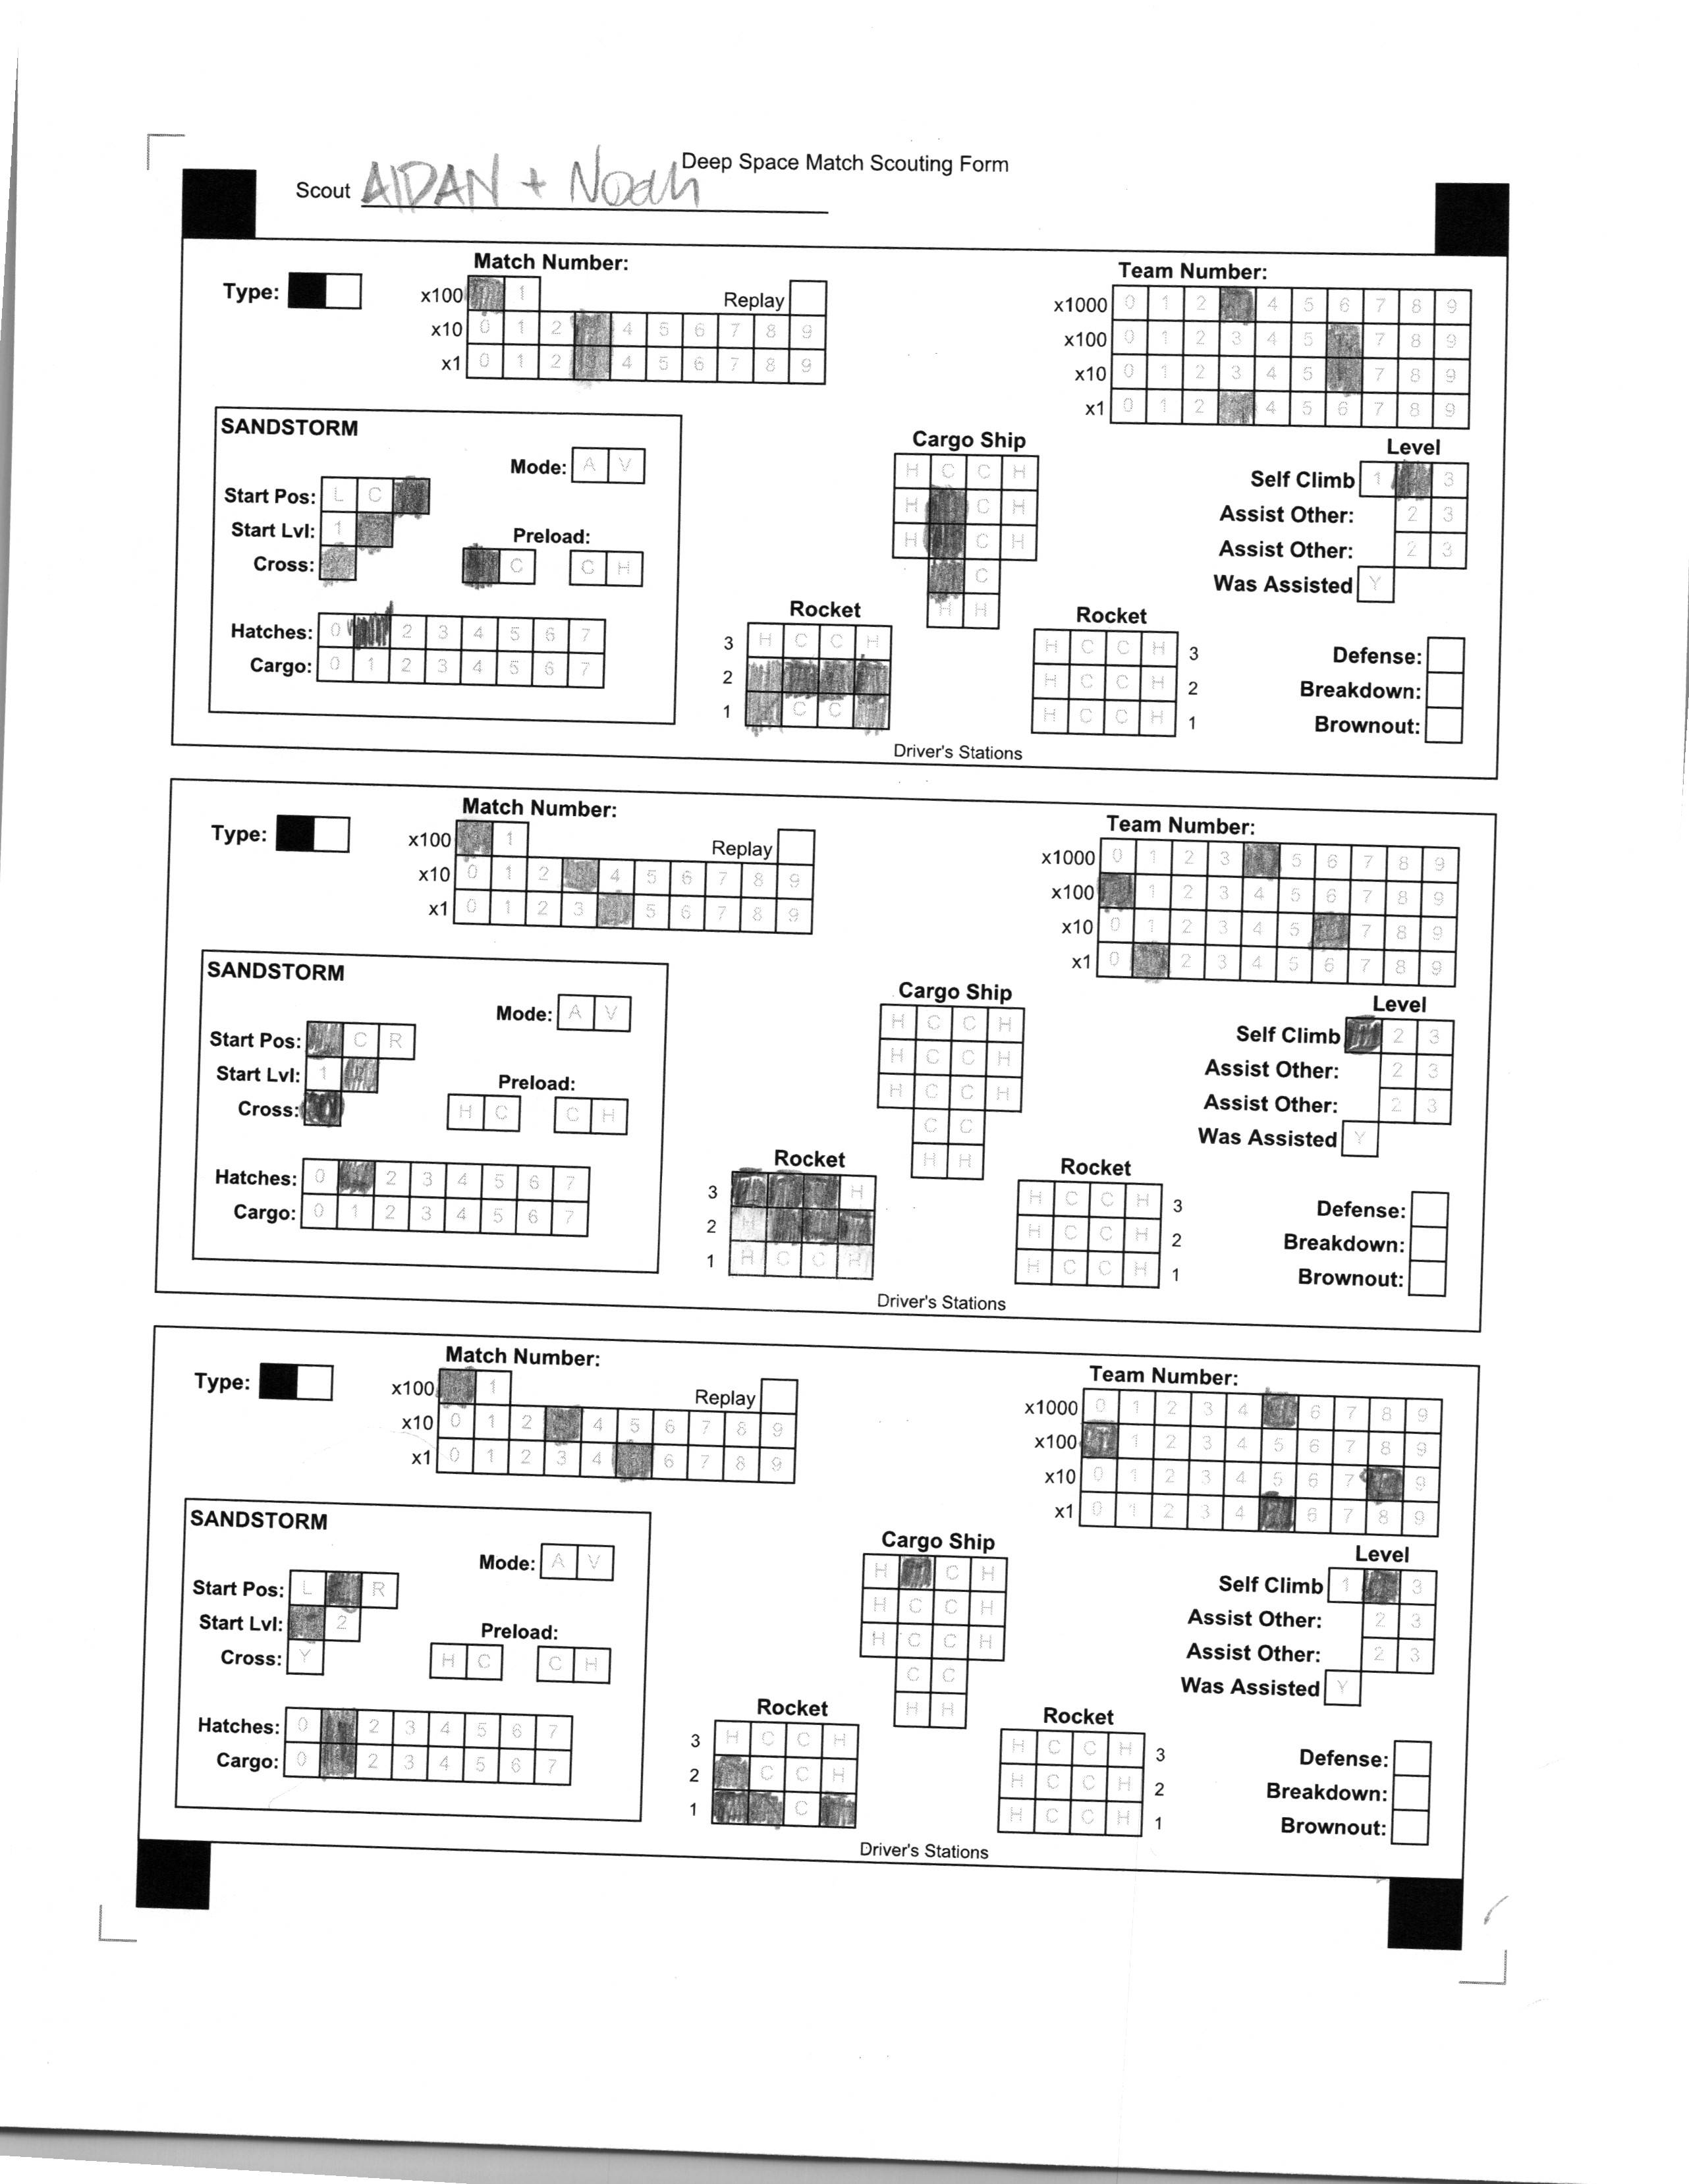 Deep Space Match Scouting Form
Scout AIDAN + Noah
Match Number:
Team Number:
Type:
x100 1
Replay
x10 0 1 2 4 5 6 7 8 9
x1 0 1 2 4 5 6 7 8 9
x1000 0 1 2 4 5 6 7 8 9
x100 0 1 2 3 4 5 7 8 9
x10 0 1 2 3 4 5 7 8 9
x1 0 1 2 4 5 6 7 8 9
SANDSTORM
Mode: A V
Start Pos: L C
Start Lvl: 1
Preload:
Cross:
C C H
Hatches: 0 2 3 4 5 6 7
Cargo: 0 1 2 3 4 5 6 7
Cargo Ship
H C C H
H C H
H C H
C
H H
Rocket
3 H C C H
2
1 C C
Rocket
H C C H 3
H C C H 2
H C C H 1
Driver's Stations
Level
Self Climb 1 3
Assist Other: 2 3
Assist Other: 2 3
Was Assisted Y
Defense:
Breakdown:
Brownout:
Match Number:
Team Number:
Type:
x100 1
Replay
x10 0 1 2 4 5 6 7 8 9
x1 0 1 2 3 5 6 7 8 9
x1000 0 1 2 3 5 6 7 8 9
x100 1 2 3 4 5 6 7 8 9
x10 0 1 2 3 4 5 7 8 9
x1 0 2 3 4 5 6 7 8 9
SANDSTORM
Mode: A V
Start Pos: C R
Start Lvl: 1
Preload:
Cross:
H C C H
Hatches: 0 2 3 4 5 6 7
Cargo: 0 1 2 3 4 5 6 7
Cargo Ship
H C C H
H C C H
H C C H
C C
H H
Rocket
3 H
2 H
1 H C C H
Rocket
H C C H 3
H C C H 2
H C C H 1
Driver's Stations
Level
Self Climb 2 3
Assist Other: 2 3
Assist Other: 2 3
Was Assisted Y
Defense:
Breakdown:
Brownout:
Match Number:
Team Number:
Type:
x100 1
Replay
x10 0 1 2 4 5 6 7 8 9
x1 0 1 2 3 4 6 7 8 9
x1000 0 1 2 3 4 6 7 8 9
x100 1 2 3 4 5 6 7 8 9
x10 0 1 2 3 4 5 6 7 9
x1 0 1 2 3 4 6 7 8 9
SANDSTORM
Mode: A V
Start Pos: L R
Start Lvl: 2
Preload:
Cross: Y
H C C H
Hatches: 0 2 3 4 5 6 7
Cargo: 0 2 3 4 5 6 7
Cargo Ship
H C H
H C C H
H C C H
C C
H H
Rocket
3 H C C H
2 C C H
1 C
Rocket
H C C H 3
H C C H 2
H C C H 1
Driver's Stations
Level
Self Climb 1 3
Assist Other: 2 3
Assist Other: 2 3
Was Assisted Y
Defense:
Breakdown:
Brownout: